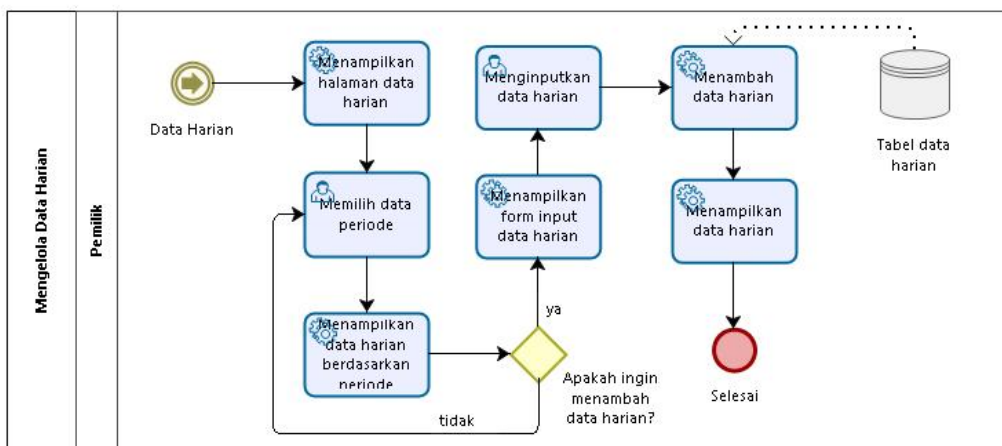 Mengelola Data Harian
Pemilik
Data Harian
Menampilkan
halaman data
harian
Memilih data
periode
Menampilkan
data harian
berdasarkan
periode
tidak
ya
Apakah ingin
menambah
data harian?
Menampilkan
form input
data harian
Menginputkan
data harian
Menambah
data harian
Menampilkan
data harian
Selesai
Tabel data
harian